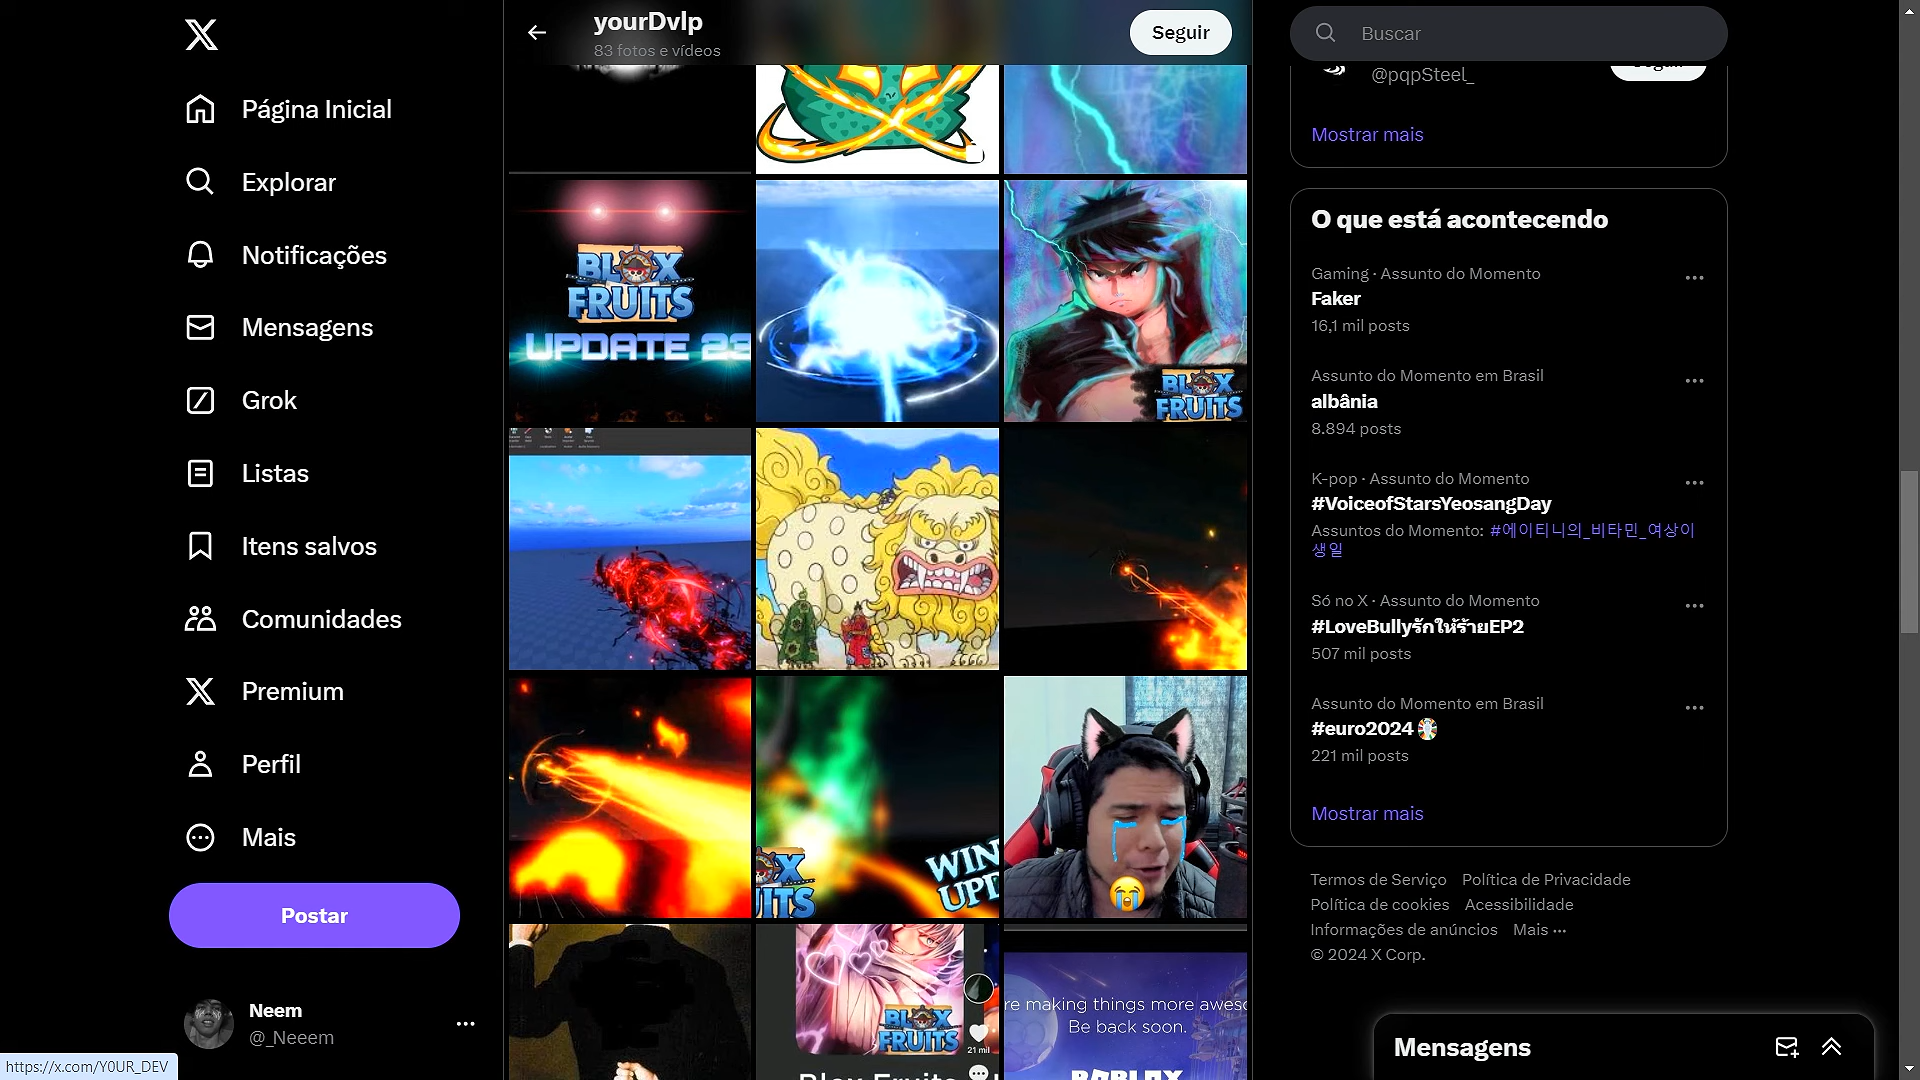 yourDvlp
83 fotos e vídeos
Seguir
Página Inicial
Explorar
Notificações
Mensagens
Grok
Listas
Itens salvos
Comunidades
Premium
Perfil
Mais
Postar
Neem
@_Neeem
https://x.com/Y0UR_DEV
BLOX
FRUITS
UPDATE 23
BLOX
FRUITS
WIN
UPD
BLOX
FRUITS
21 mil
Blox Fruits
re making things more aweso
Be back soon.
ROBLOX
Buscar
@pqpSteel_
Mostrar mais
O que está acontecendo
Gaming · Assunto do Momento
Faker
16,1 mil posts
Assunto do Momento em Brasil
albânia
8.894 posts
K-pop · Assunto do Momento
#VoiceofStarsYeosangDay
Assuntos do Momento: #에이티니의_비타민_여상이
생일
Só no X · Assunto do Momento
#LoveBullyรักให้ร้ายEP2
507 mil posts
Assunto do Momento em Brasil
#euro2024
221 mil posts
Mostrar mais
Termos de Serviço Política de Privacidade
Política de cookies Acessibilidade
Informações de anúncios Mais ···
© 2024 X Corp.
Mensagens